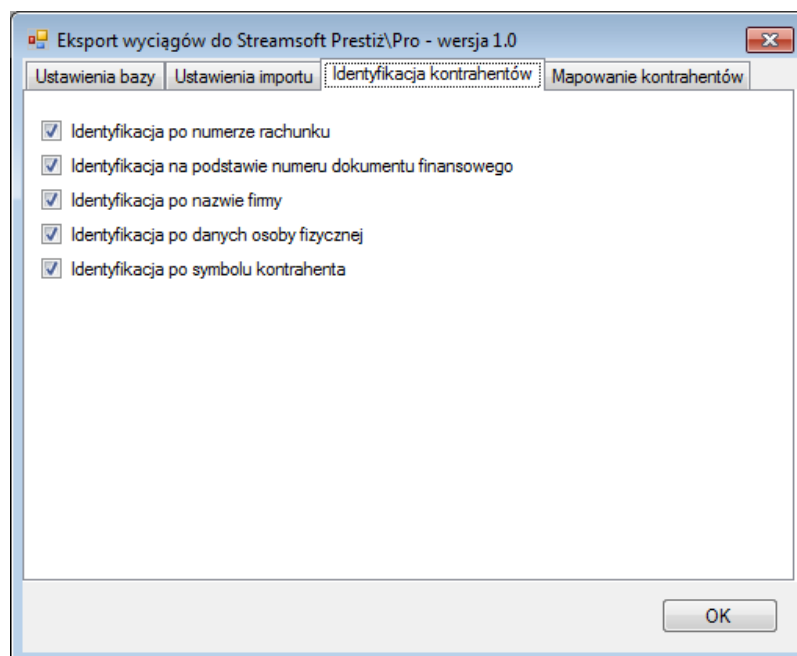 Eksport wyciągów do Streamsoft Prestiż\Pro - wersja 1.0
Ustawienia bazy Ustawienia importu Identyfikacja kontrahentów Mapowanie kontrahentów
Identyfikacja po numerze rachunku
Identyfikacja na podstawie numeru dokumentu finansowego
Identyfikacja po nazwie firmy
Identyfikacja po danych osoby fizycznej
Identyfikacja po symbolu kontrahenta
OK